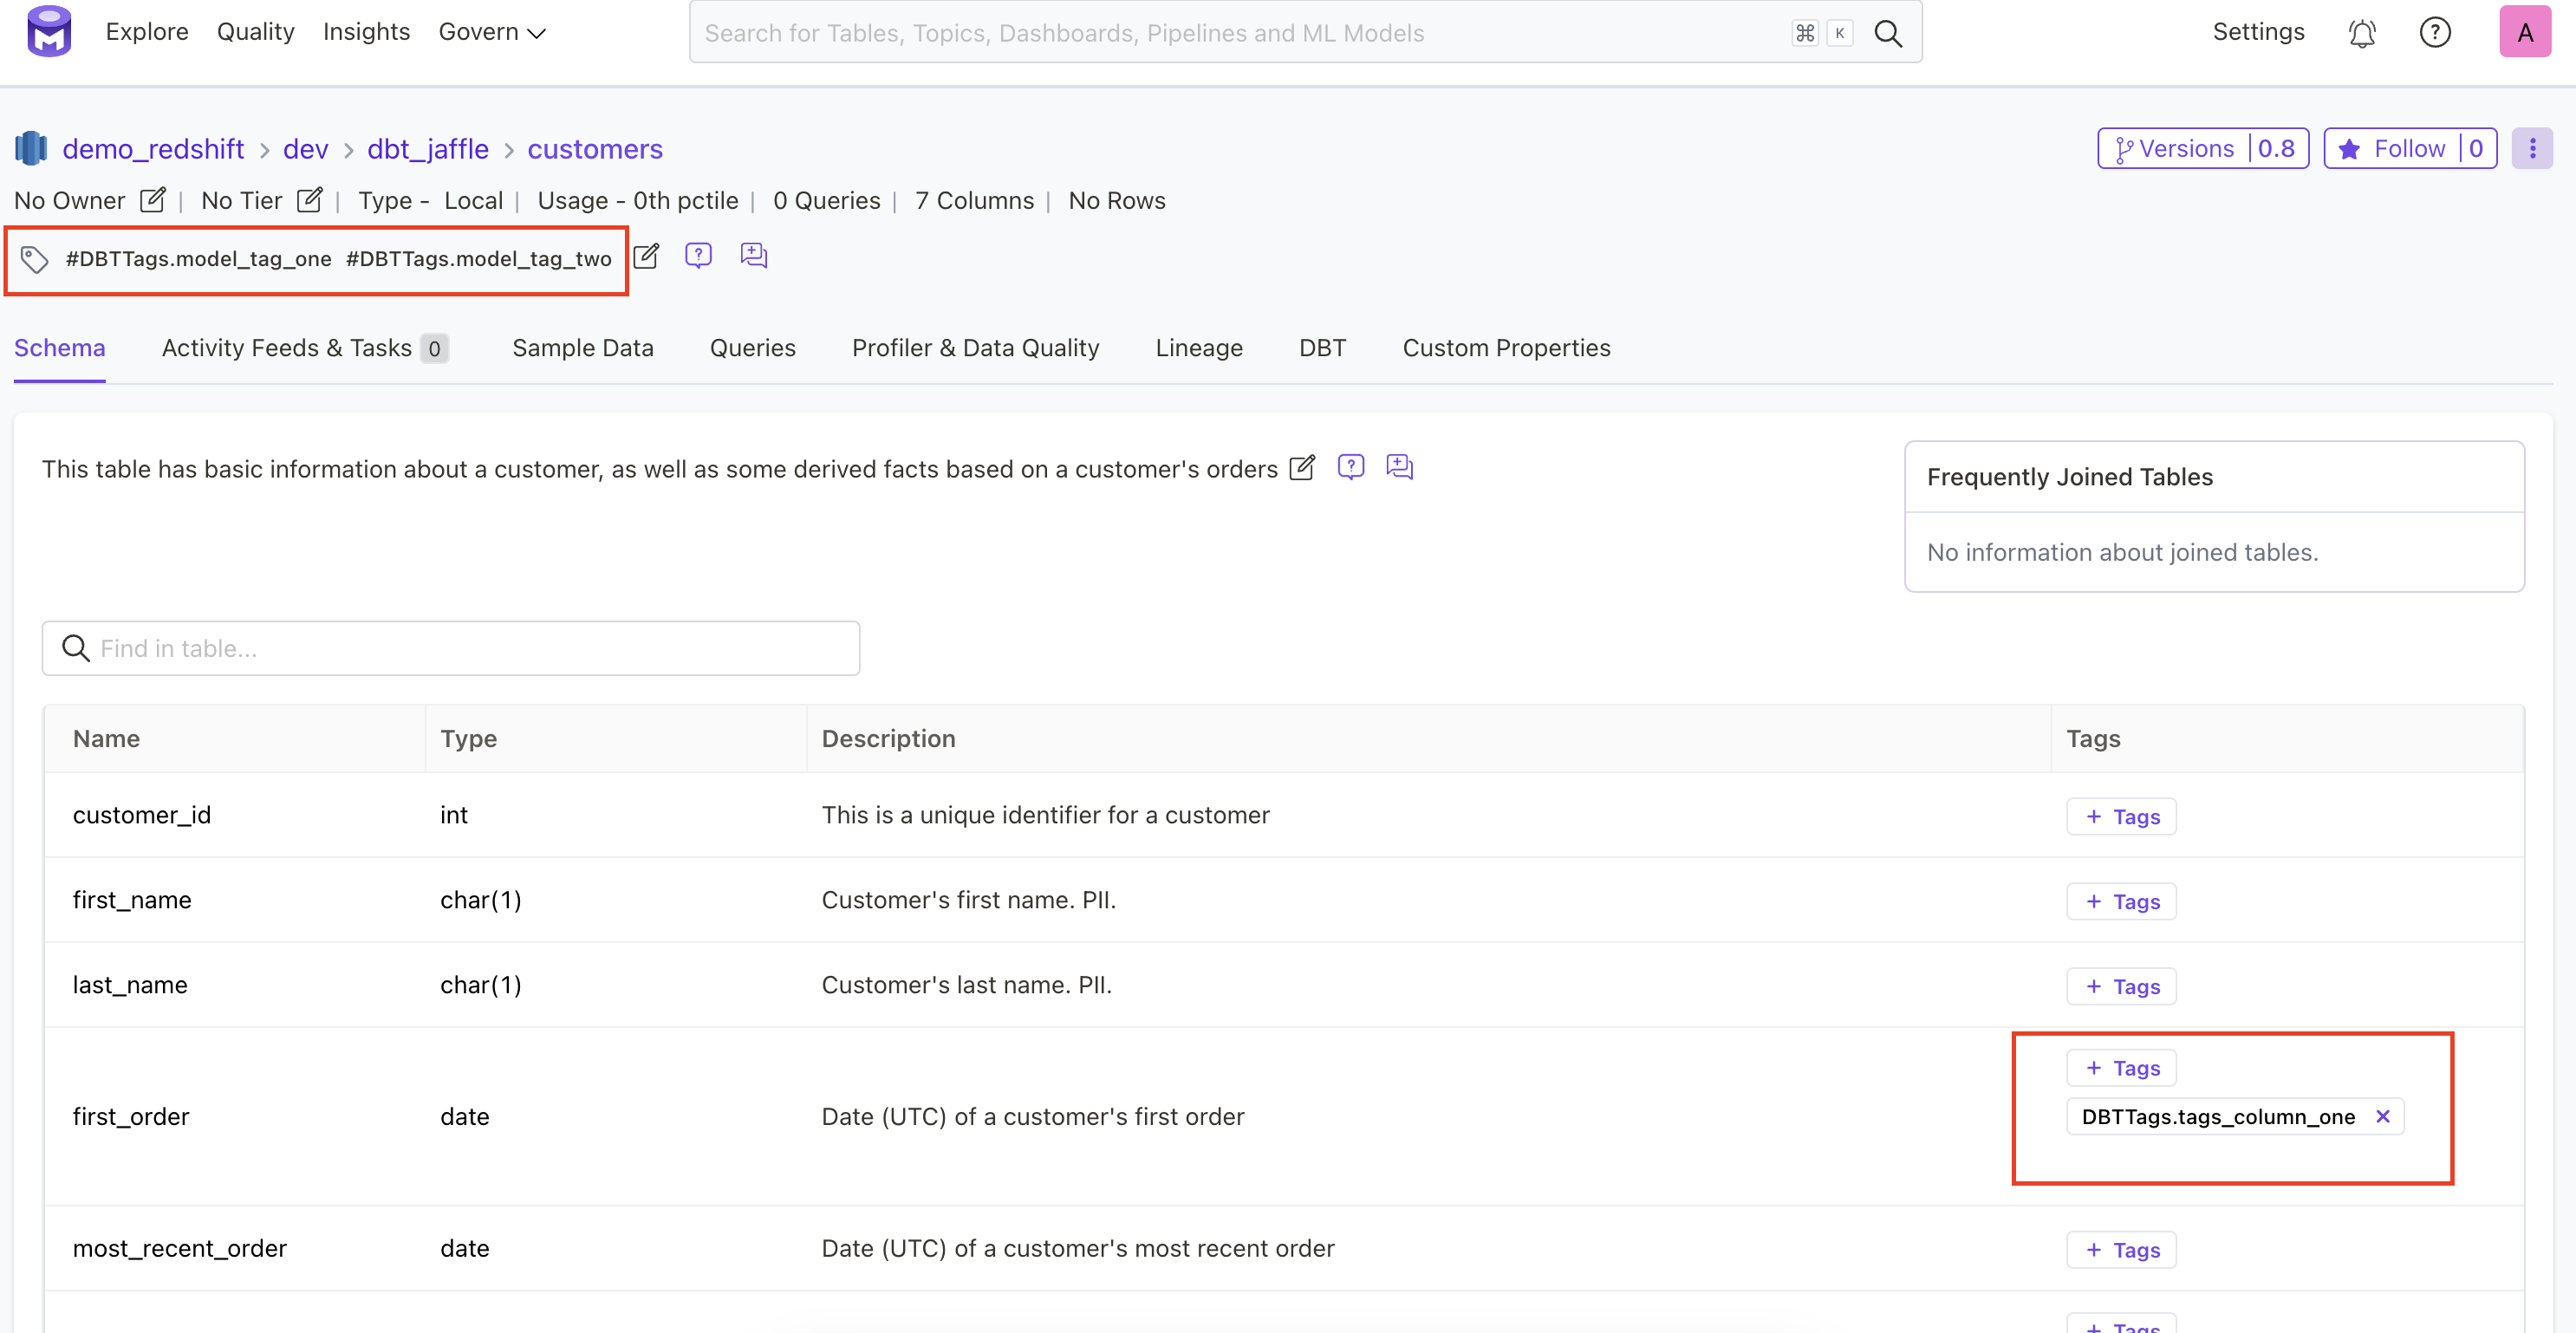 Explore Quality Insights Govern Search for Tables, Topics, Dashboards, Pipelines and ML Models ⌘ K Settings ? A
demo_redshift > dev > dbt_jaffle > customers Versions | 0.8 Follow | 0
No Owner | No Tier | Type - Local | Usage - 0th pctile | 0 Queries | 7 Columns | No Rows
#DBTTags.model_tag_one #DBTTags.model_tag_two
Schema Activity Feeds & Tasks 0 Sample Data Queries Profiler & Data Quality Lineage DBT Custom Properties
This table has basic information about a customer, as well as some derived facts based on a customer's orders
Frequently Joined Tables
No information about joined tables.
Find in table...
Name Type Description Tags
customer_id int This is a unique identifier for a customer + Tags
first_name char(1) Customer's first name. PII. + Tags
last_name char(1) Customer's last name. PII. + Tags
+ Tags
first_order date Date (UTC) of a customer's first order DBTTags.tags_column_one ×
most_recent_order date Date (UTC) of a customer's most recent order + Tags
+ Tags